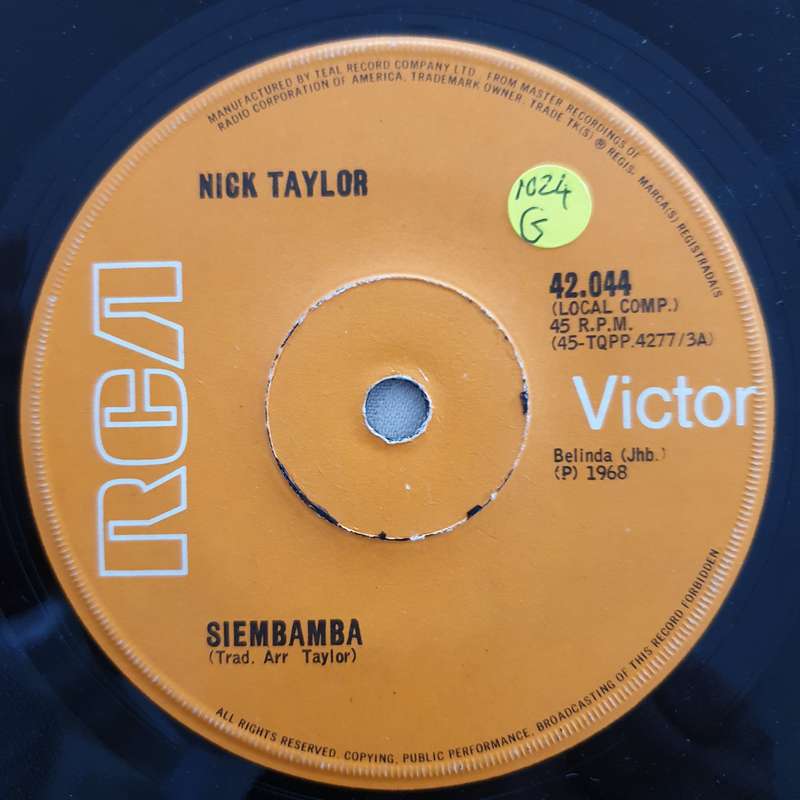 MANUFACTURED BY TEAL RECORD COMPANY LTD. FROM MASTER RECORDINGS OF
RADIO CORPORATION OF AMERICA. TRADEMARK OWNER. TRADE TK(S) ® REGIS. MARCA(S) REGISTRADA(S
NICK TAYLOR
1024
G
42.044
(LOCAL COMP.)
45 R.P.M.
(45-TQPP.4277/3A)
RCA
Victor
Belinda (Jhb.)
(P) 1968
SIEMBAMBA
(Trad. Arr Taylor)
ALL RIGHTS RESERVED. COPYING, PUBLIC PERFORMANCE, BROADCASTING OF THIS RECORD FORBIDDEN